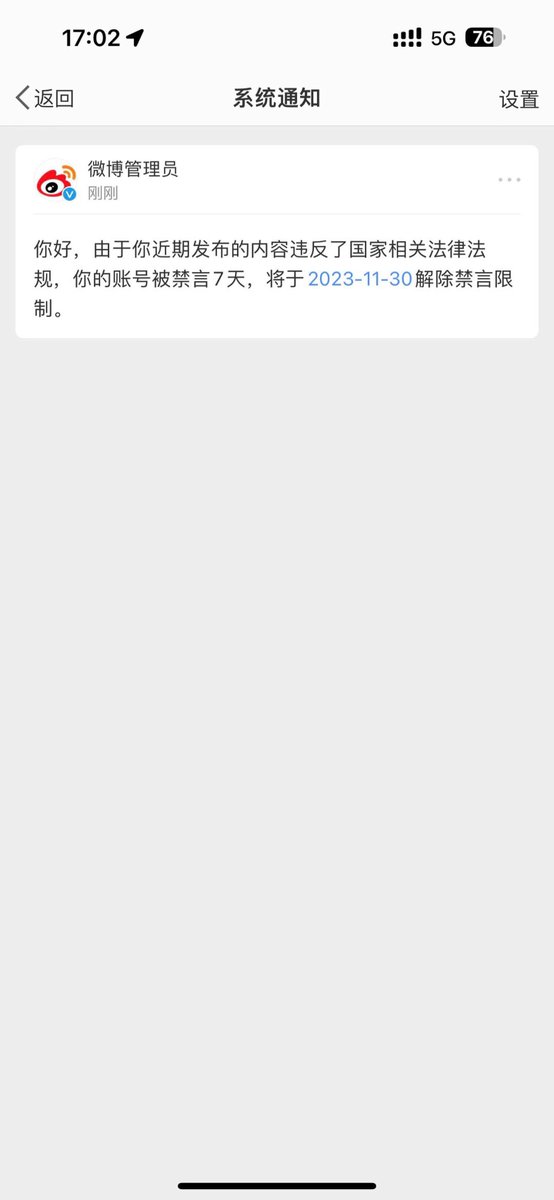 17:02
5G
76
返回
系统通知
设置
微博管理员
刚刚
你好，由于你近期发布的内容违反了国家相关法律法
规，你的账号被禁言7天，将于2023-11-30解除禁言限
制。